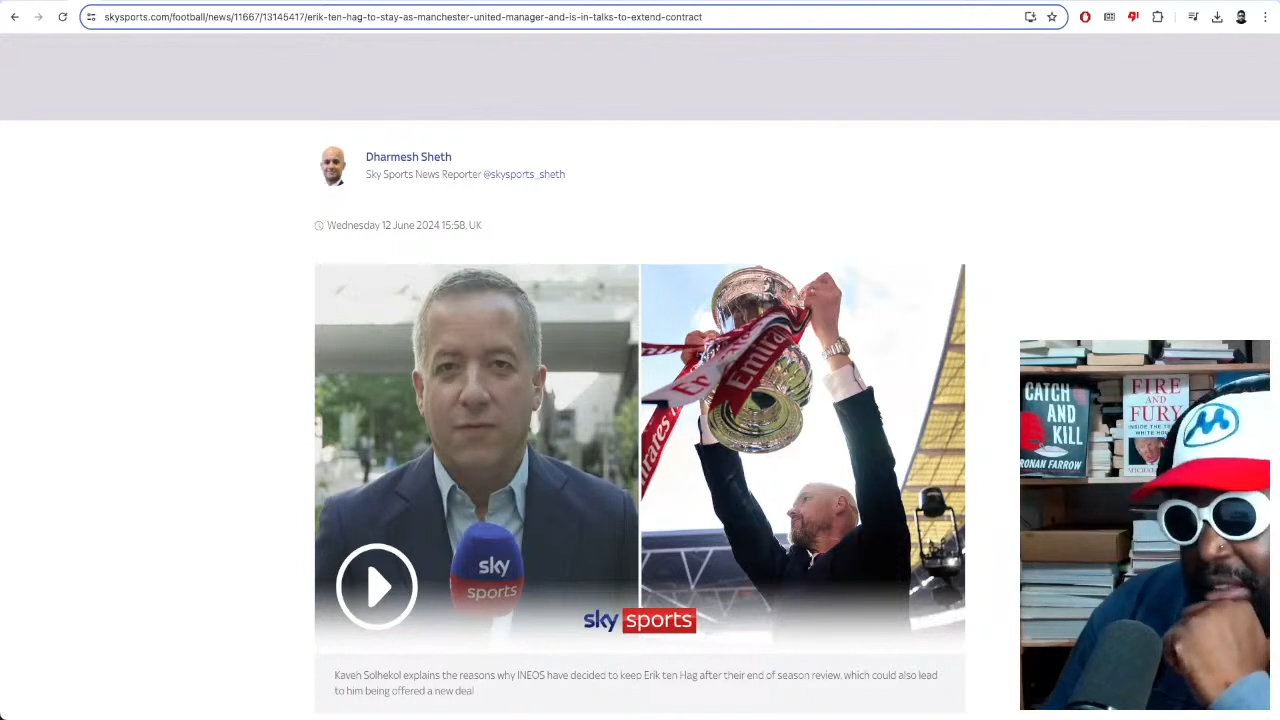 skysports.com/football/news/11667/13145417/erik-ten-hag-to-stay-as-manchester-united-manager-and-is-in-talks-to-extend-contract
Dharmesh Sheth
Sky Sports News Reporter @skysports_sheth
Wednesday 12 June 2024 15:58, UK
Emirates
sky
sports
sky sports
Kaveh Solhekol explains the reasons why INEOS have decided to keep Erik ten Hag after their end of season review, which could also lead
to him being offered a new deal
CATCH
AND
KILL
RONAN FARROW
FIRE
AND
FURY
INSIDE THE